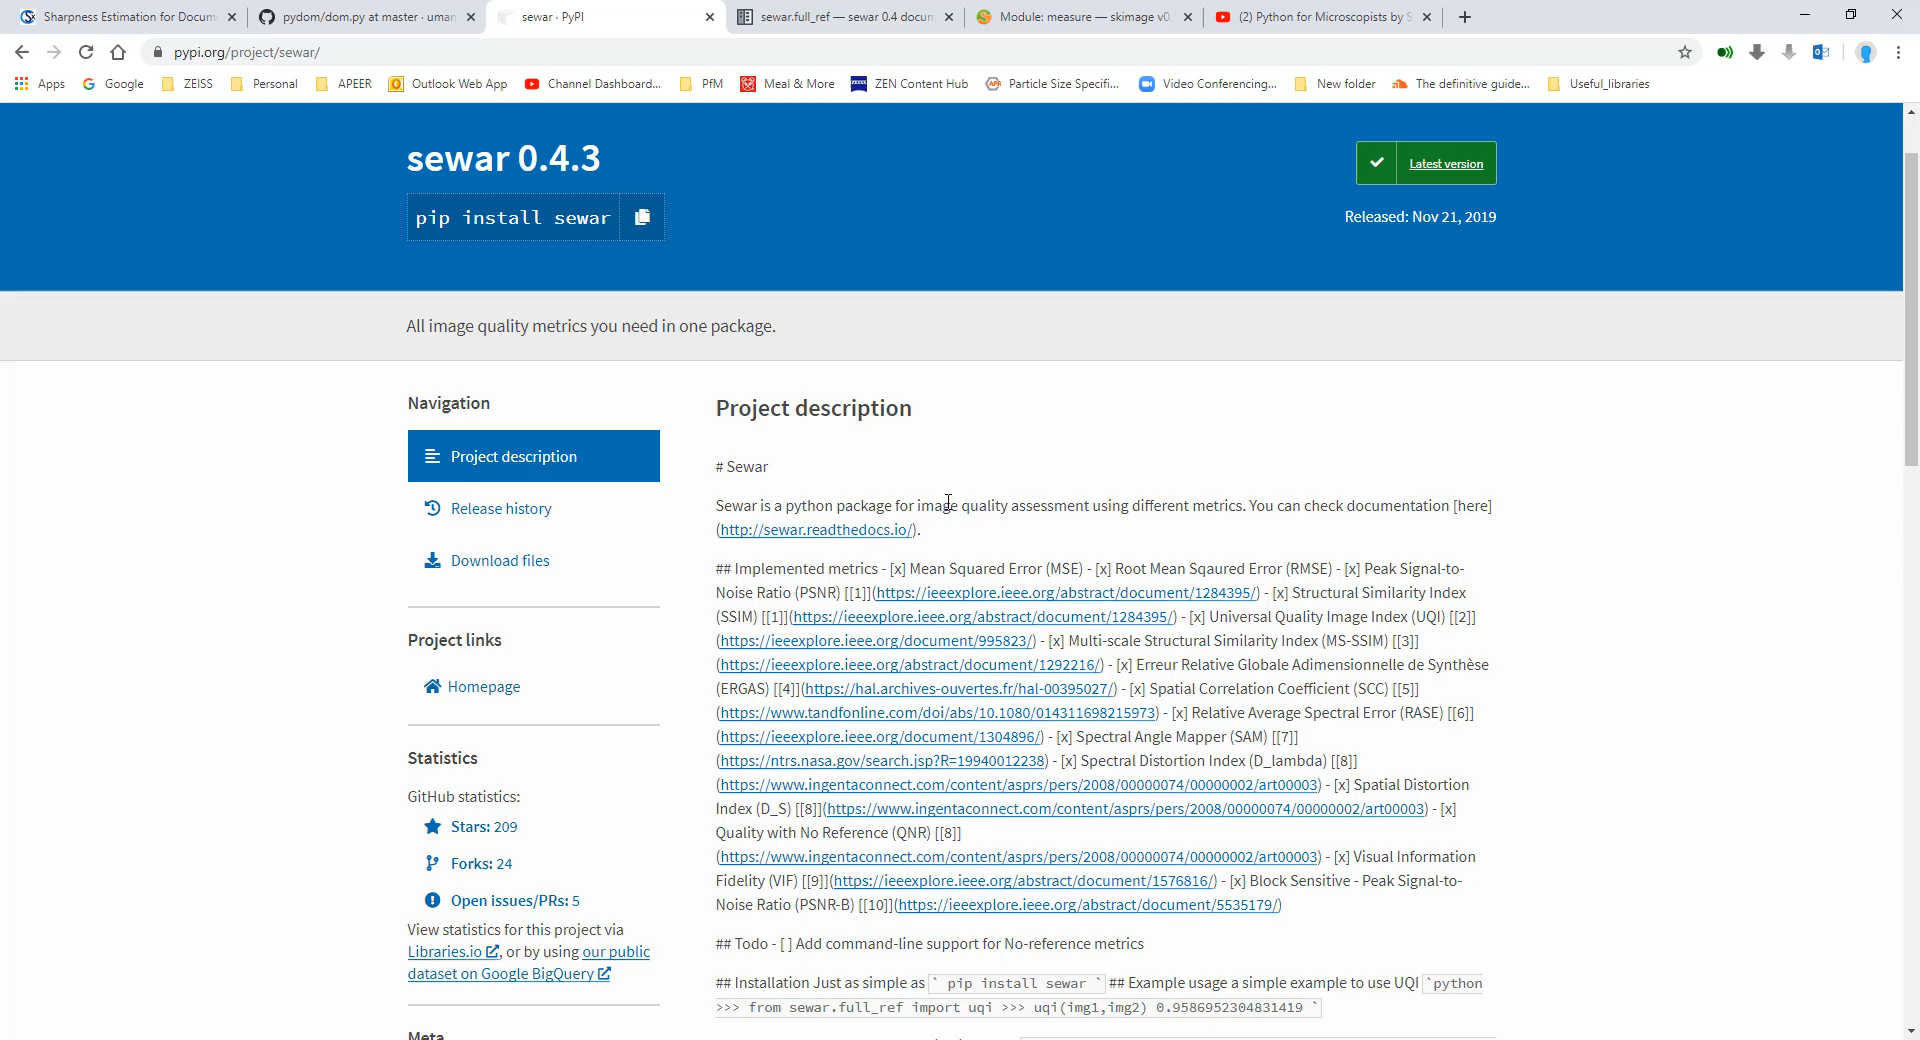 Sharpness Estimation for Docum
pydom/dom.py at master · umar
sewar · PyPI
sewar.full_ref — sewar 0.4 docum
Module: measure — skimage v0
(2) Python for Microscopists by S
pypi.org/project/sewar/
Apps
Google
ZEISS
Personal
APEER
Outlook Web App
Channel Dashboard...
PfM
Meal & More
ZEN Content Hub
Particle Size Specifi...
Video Conferencing...
New folder
The definitive guide...
Useful_libraries
sewar 0.4.3
Latest version
pip install sewar
Released: Nov 21, 2019
All image quality metrics you need in one package.
Navigation
Project description
Release history
Download files
Project links
Homepage
Statistics
GitHub statistics:
Stars: 209
Forks: 24
Open issues/PRs: 5
View statistics for this project via
Libraries.io, or by using our public
dataset on Google BigQuery
Meta
Project description
# Sewar
Sewar is a python package for image quality assessment using different metrics. You can check documentation [here]
(http://sewar.readthedocs.io/).
## Implemented metrics - [x] Mean Squared Error (MSE) - [x] Root Mean Sqaured Error (RMSE) - [x] Peak Signal-to-
Noise Ratio (PSNR) [[1]](https://ieeexplore.ieee.org/abstract/document/1284395/) - [x] Structural Similarity Index
(SSIM) [[1]](https://ieeexplore.ieee.org/abstract/document/1284395/) - [x] Universal Quality Image Index (UQI) [[2]]
(https://ieeexplore.ieee.org/document/995823/) - [x] Multi-scale Structural Similarity Index (MS-SSIM) [[3]]
(https://ieeexplore.ieee.org/abstract/document/1292216/) - [x] Erreur Relative Globale Adimensionnelle de Synthèse
(ERGAS) [[4]](https://hal.archives-ouvertes.fr/hal-00395027/) - [x] Spatial Correlation Coefficient (SCC) [[5]]
(https://www.tandfonline.com/doi/abs/10.1080/014311698215973) - [x] Relative Average Spectral Error (RASE) [[6]]
(https://ieeexplore.ieee.org/document/1304896/) - [x] Spectral Angle Mapper (SAM) [[7]]
(https://ntrs.nasa.gov/search.jsp?R=19940012238) - [x] Spectral Distortion Index (D_lambda) [[8]]
(https://www.ingentaconnect.com/content/asprs/pers/2008/00000074/00000002/art00003) - [x] Spatial Distortion
Index (D_S) [[8]](https://www.ingentaconnect.com/content/asprs/pers/2008/00000074/00000002/art00003) - [x]
Quality with No Reference (QNR) [[8]]
(https://www.ingentaconnect.com/content/asprs/pers/2008/00000074/00000002/art00003) - [x] Visual Information
Fidelity (VIF) [[9]](https://ieeexplore.ieee.org/abstract/document/1576816/) - [x] Block Sensitive - Peak Signal-to-
Noise Ratio (PSNR-B) [[10]](https://ieeexplore.ieee.org/abstract/document/5535179/)
## Todo - [ ] Add command-line support for No-reference metrics
## Installation Just as simple as ` pip install sewar ` ## Example usage a simple example to use UQI `python
>>> from sewar.full_ref import uqi >>> uqi(img1,img2) 0.9586952304831419 `